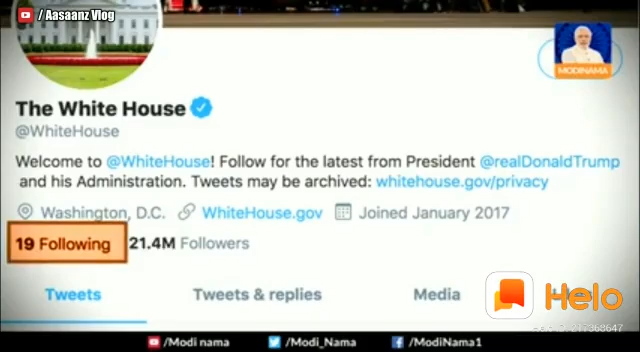 / Aasaanz Vlog
MODINAMA
The White House
@WhiteHouse
Welcome to @WhiteHouse! Follow for the latest from President @realDonaldTrump
and his Administration. Tweets may be archived: whitehouse.gov/privacy
Washington, D.C. WhiteHouse.gov Joined January 2017
19 Following 21.4M Followers
Tweets Tweets & replies Media
Helo
/Modi nama /Modi_Nama /ModiNama1